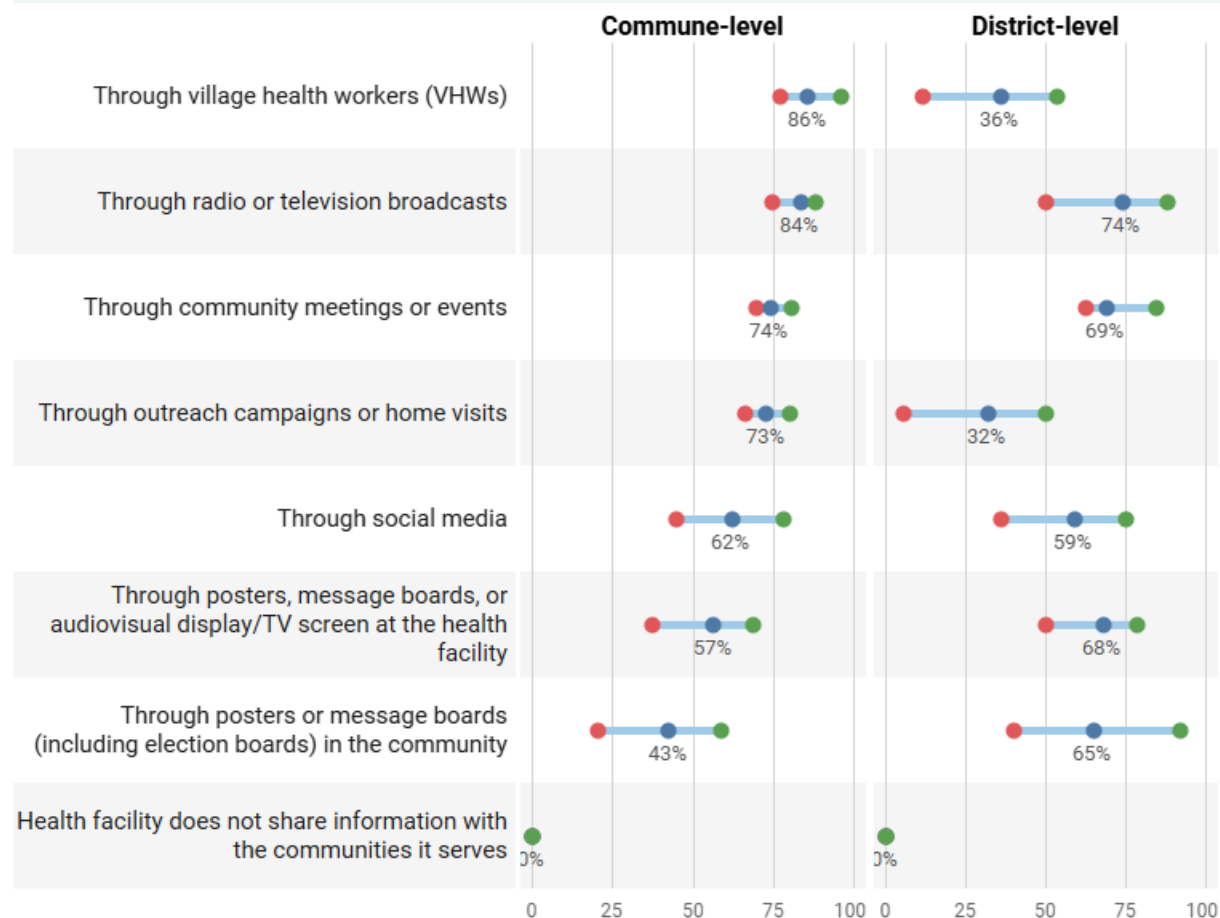 Commune-level District-level
Through village health workers (VHWs)
86% 36%
Through radio or television broadcasts
84% 74%
Through community meetings or events
74% 69%
Through outreach campaigns or home visits
73% 32%
Through social media
62% 59%
Through posters, message boards, or
audiovisual display/TV screen at the health
facility
57% 68%
Through posters or message boards
(including election boards) in the community
43% 65%
Health facility does not share information with
the communities it serves
0% 0%
0 25 50 75 100 0 25 50 75 100